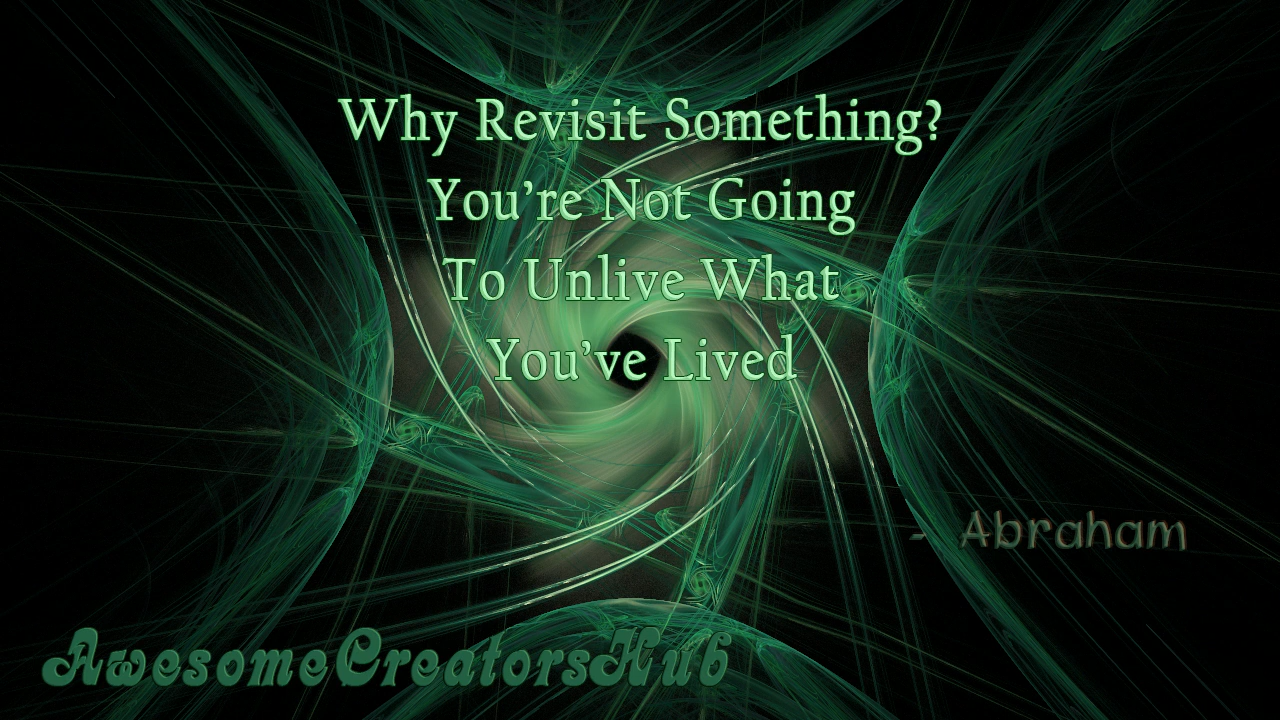 Why Revisit Something?
You're Not Going
To Unlive What
You've Lived
- Abraham
AwesomeCreatorsHub